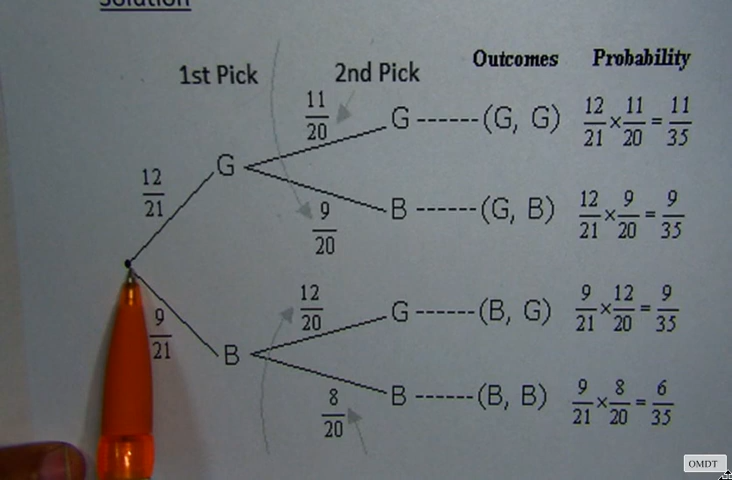 Solution
Outcomes Probability
1st Pick 2nd Pick
11/20 G ------(G, G) 12/21 × 11/20 = 11/35
12/21 G
9/20 B ------(G, B) 12/21 × 9/20 = 9/35
12/20 G ------(B, G) 9/21 × 12/20 = 9/35
9/21 B
8/20 B ------(B, B) 9/21 × 8/20 = 6/35
OMDT